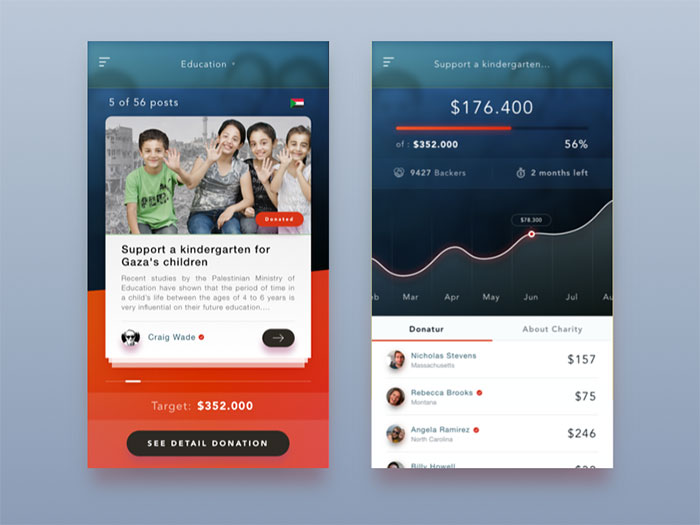 Education
5 of 56 posts
Donated
Support a kindergarten for
Gaza's children
Recent studies by the Palestinian Ministry of
Education have shown that the period of time in
a child's life between the ages of 4 to 6 years is
very influential on their future education.....
Craig Wade
Target: $352.000
SEE DETAIL DONATION
Support a kindergarten...
$176.400
of : $352.000
56%
9427 Backers
2 months left
$78.300
Mar Apr May Jun Jul
Donatur
About Charity
Nicholas Stevens
Massachusetts
$157
Rebecca Brooks
Montana
$75
Angela Ramirez
North Carolina
$246
Billy Howell